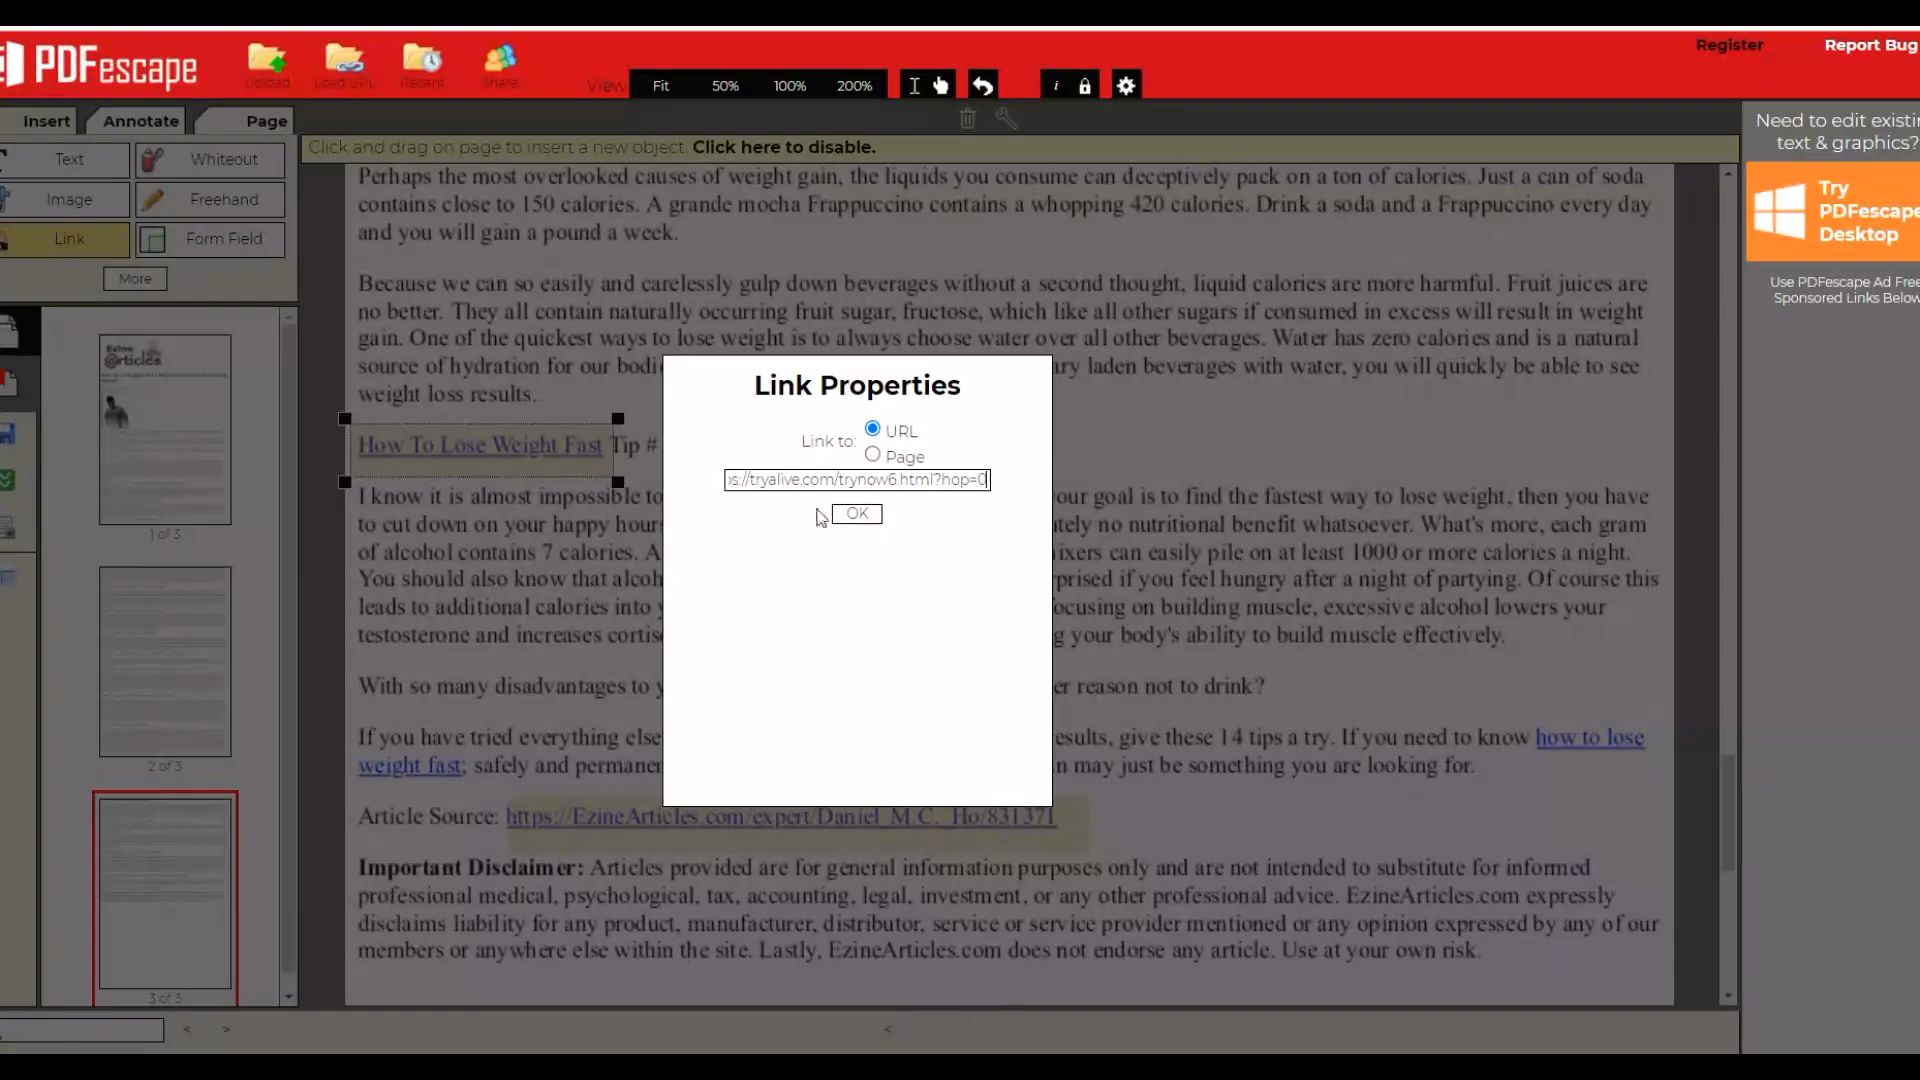 PDFescape
Upload
Load URL
Recent
Share
View
Fit
50%
100%
200%
i
Register
Report Bug
Insert
Annotate
Page
Text
Whiteout
Image
Freehand
Link
Form Field
More
Click and drag on page to insert a new object. Click here to disable.
Need to edit
text & graphics?
Try
PDFescape
Desktop
Use PDFescape Ad Free
Sponsored Links Below
Ezine
articles
1 of 3
2 of 3
3 of 3
Perhaps the most overlooked causes of weight gain, the liquids you consume can deceptively pack on a ton of calories. Just a can of soda
contains close to 150 calories. A grande mocha Frappuccino contains a whopping 420 calories. Drink a soda and a Frappuccino every day
and you will gain a pound a week.
Because we can so easily and carelessly gulp down beverages without a second thought, liquid calories are more harmful. Fruit juices are
no better. They all contain naturally occurring fruit sugar, fructose, which like all other sugars if consumed in excess will result in weight
gain. One of the quickest ways to lose weight is to always choose water over all other beverages. Water has zero calories and is a natural
source of hydration for our bodi ry laden beverages with water, you will quickly be able to see
weight loss results.
How To Lose Weight Fast Tip #
I know it is almost impossible to our goal is to find the fastest way to lose weight, then you have
to cut down on your happy hour tely no nutritional benefit whatsoever. What's more, each gram
of alcohol contains 7 calories. A ixers can easily pile on at least 1000 or more calories a night.
You should also know that alcoh prised if you feel hungry after a night of partying. Of course this
leads to additional calories into ocusing on building muscle, excessive alcohol lowers your
testosterone and increases cortis g your body's ability to build muscle effectively.
With so many disadvantages to er reason not to drink?
If you have tried everything else esults, give these 14 tips a try. If you need to know how to lose
weight fast; safely and permanen n may just be something you are looking for.
Article Source: https://EzineArticles.com/expert/Daniel_M.C._Ho/831371
Important Disclaimer: Articles provided are for general information purposes only and are not intended to substitute for informed
professional medical, psychological, tax, accounting, legal, investment, or any other professional advice. EzineArticles.com expressly
disclaims liability for any product, manufacturer, distributor, service or service provider mentioned or any opinion expressed by any of our
members or anywhere else within the site. Lastly, EzineArticles.com does not endorse any article. Use at your own risk.
Link Properties
Link to:
URL
Page
s://tryalive.com/trynow6.html?hop=0
OK
<
>
<